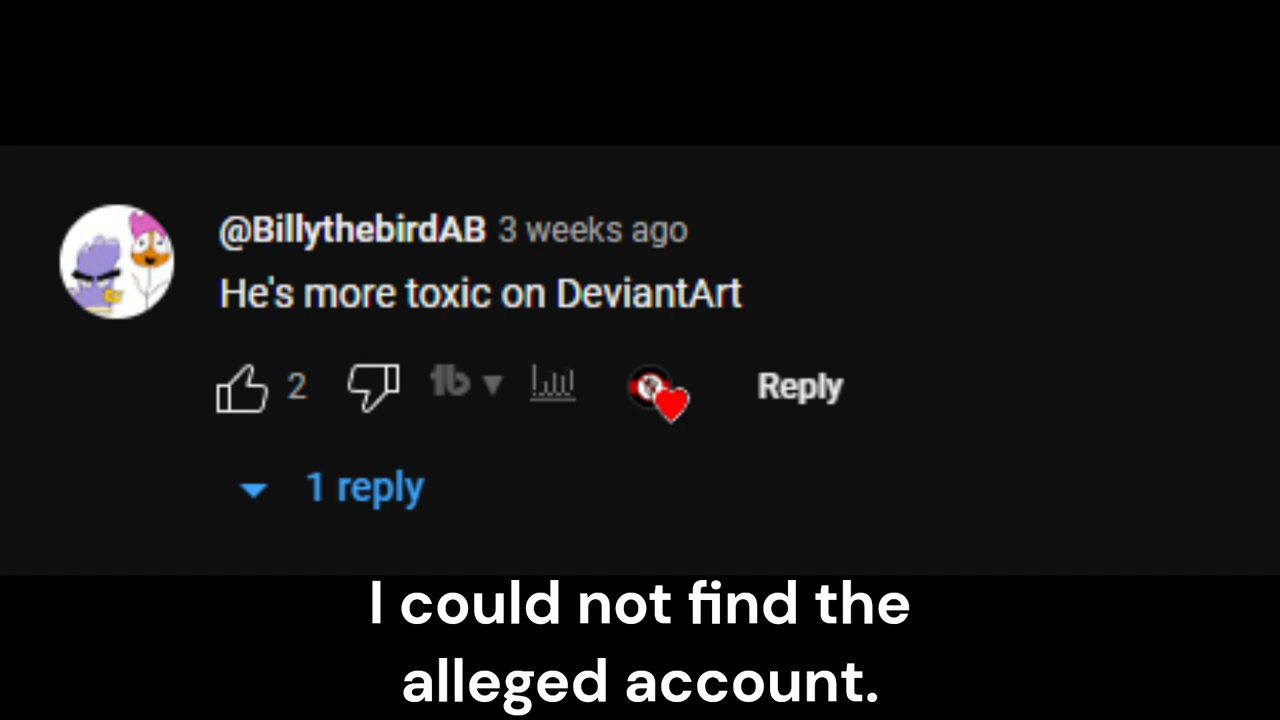 @BillythebirdAB 3 weeks ago
He's more toxic on DeviantArt
2 Reply
1 reply
I could not find the
alleged account.